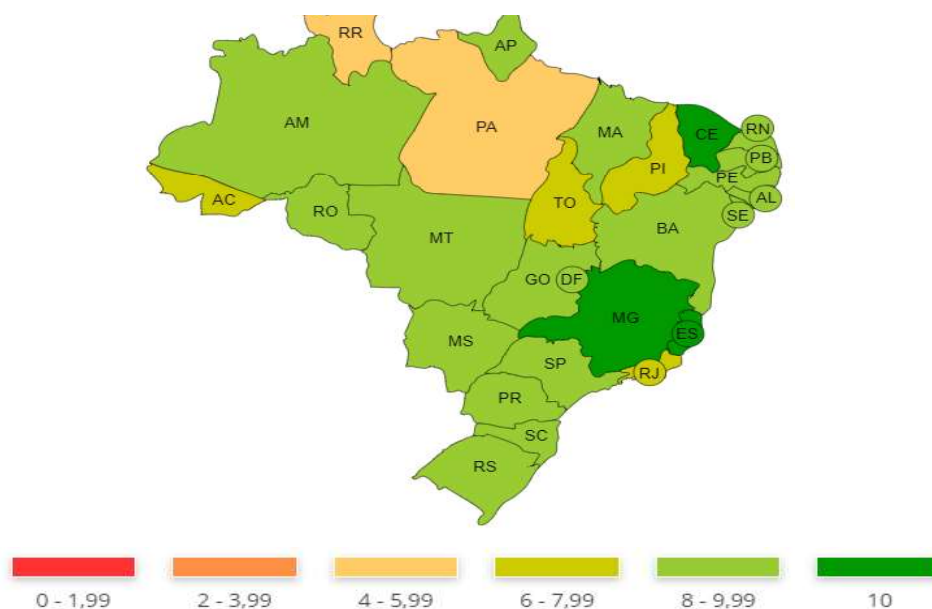 RR
AP
AM
PA
MA
CE
RN
PI
PB
PE
AC
TO
AL
RO
SE
BA
MT
GO
DF
MG
ES
MS
SP
RJ
PR
SC
RS
0 - 1,99
2 - 3,99
4 - 5,99
6 - 7,99
8 - 9,99
10